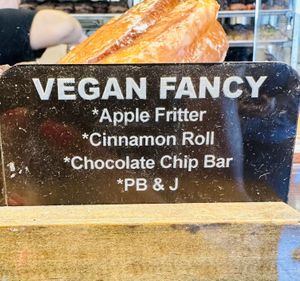 VEGAN FANCY
*Apple Fritter
*Cinnamon Roll
*Chocolate Chip Bar
*PB & J